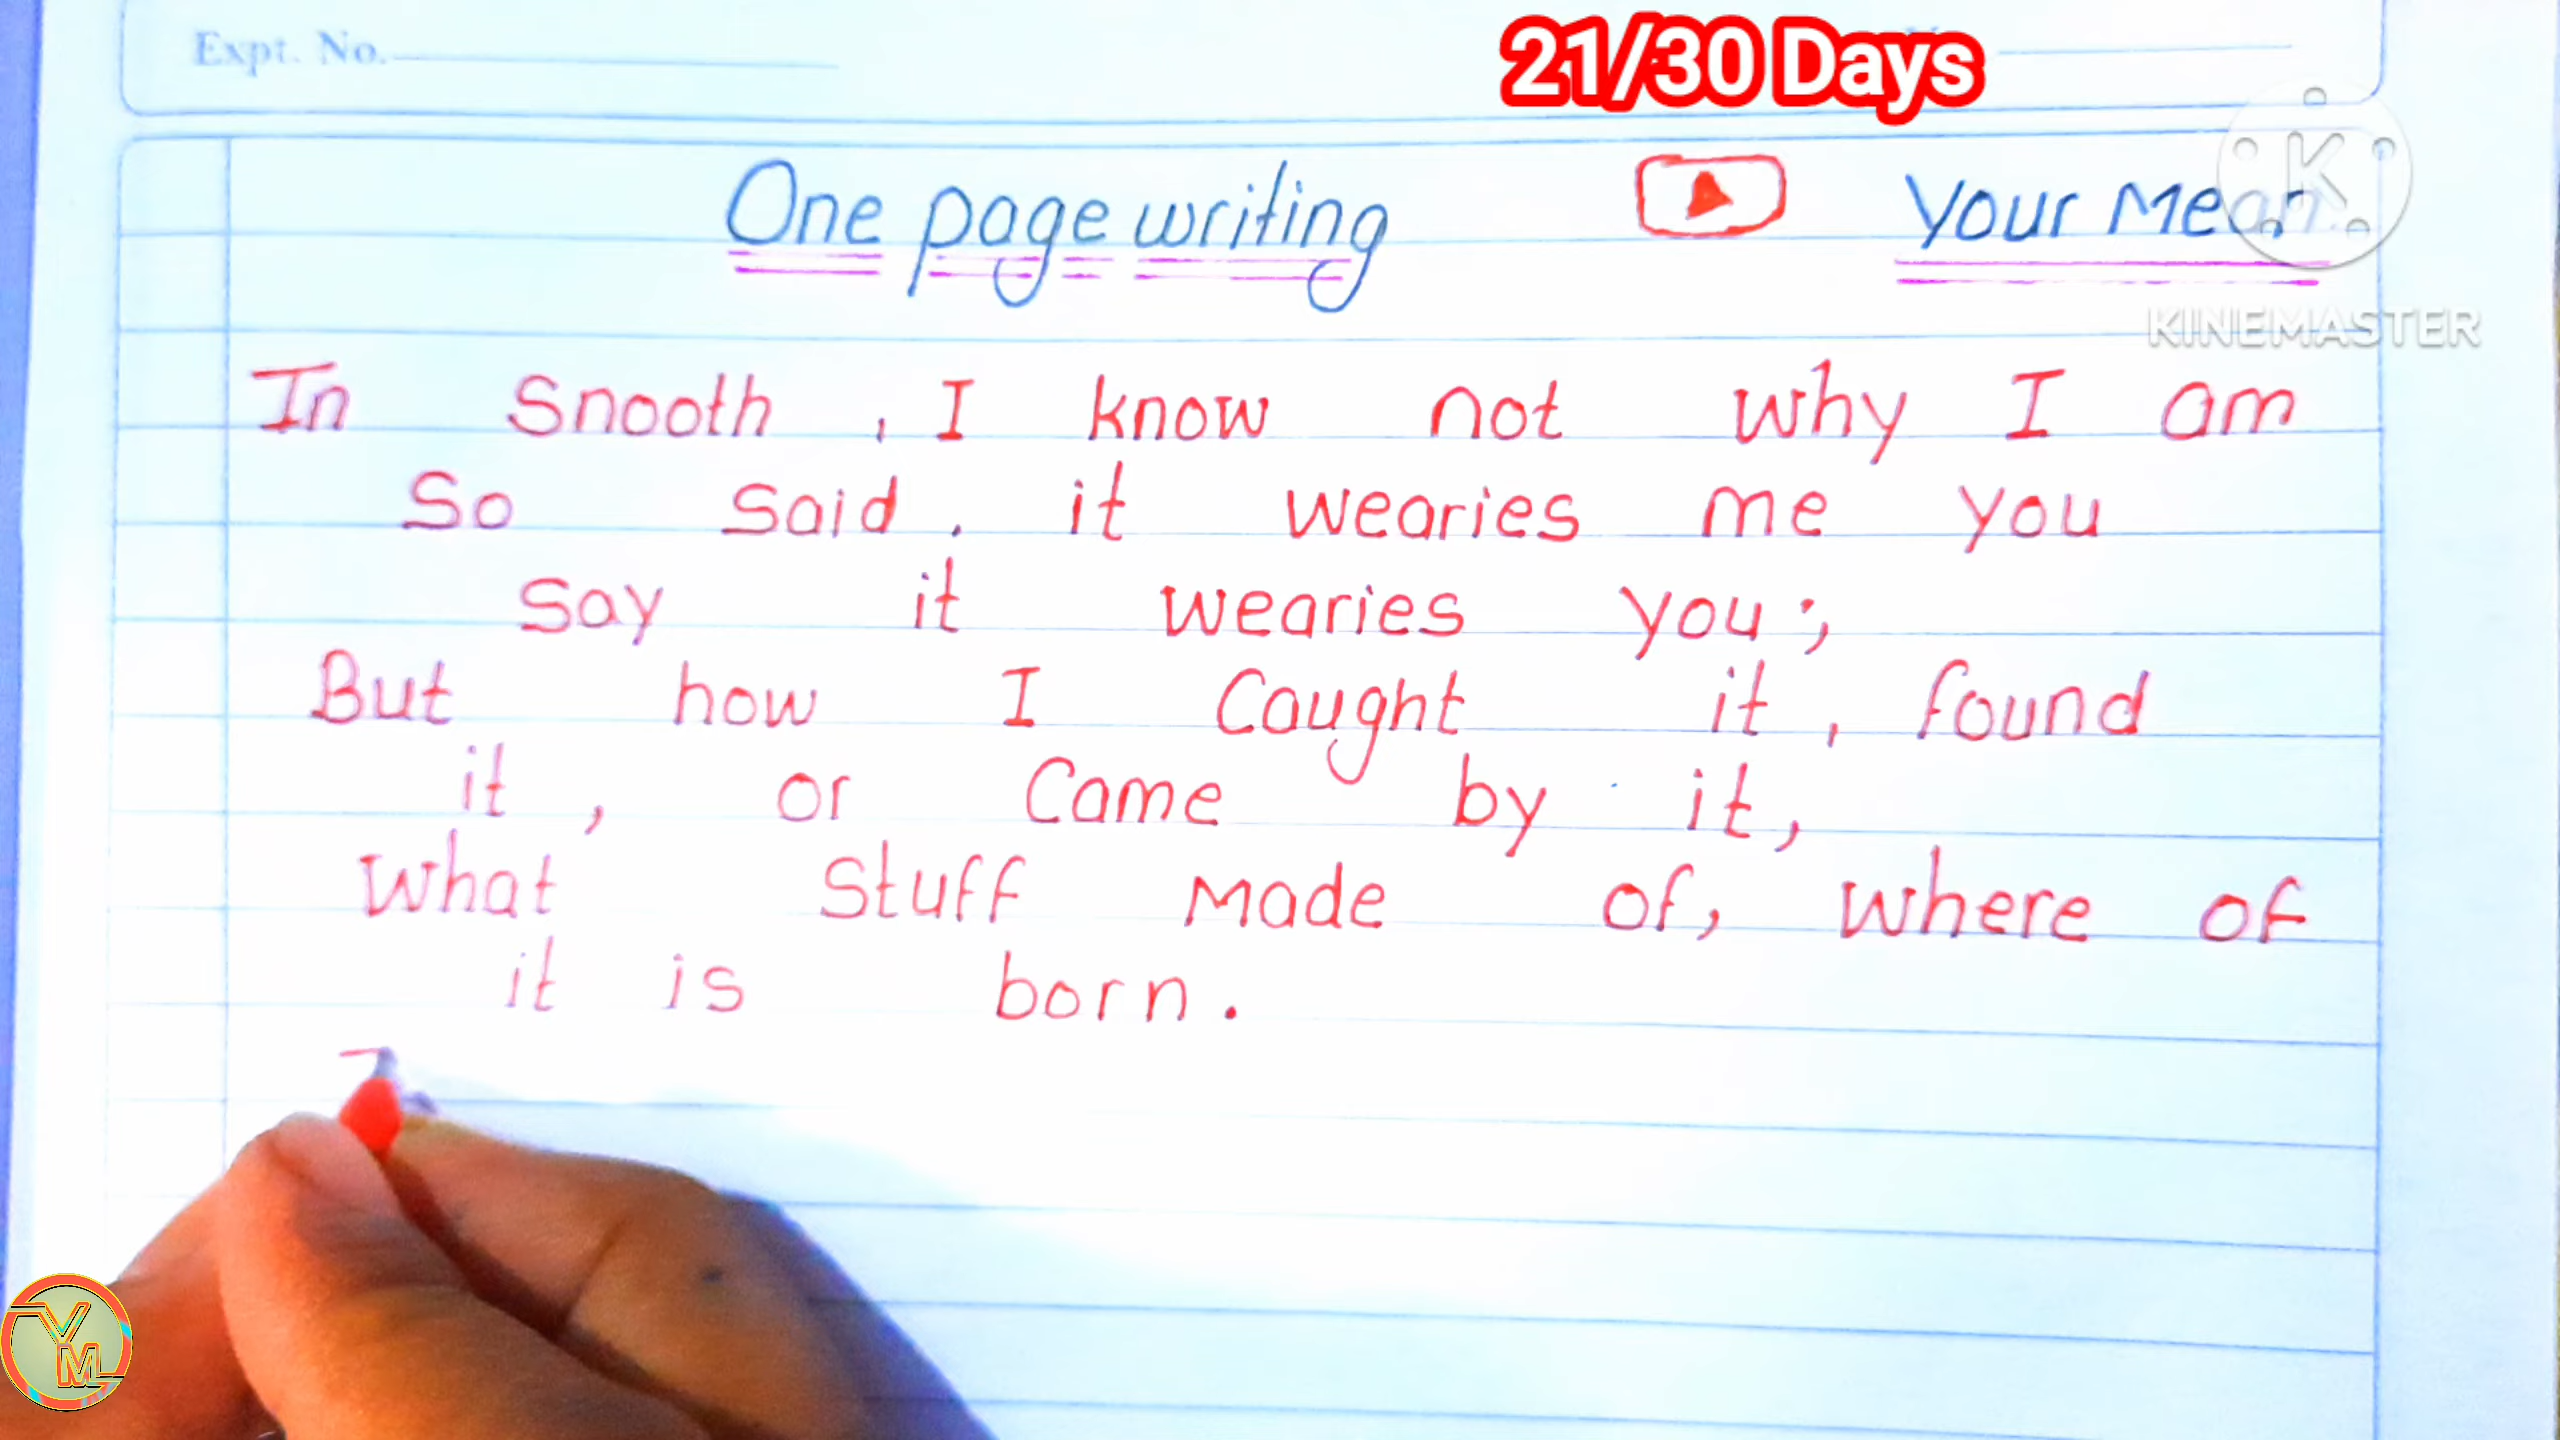 Expt. No.
21/30 Days
One page writing
Your Mean.
KINEMASTER
In Snooth, I know not why I am
So Said. it wearies me you
Say it wearies you;
But how I Caught it, found
it, or Came by it,
What Stuff Made of, where of
it is born.
YM